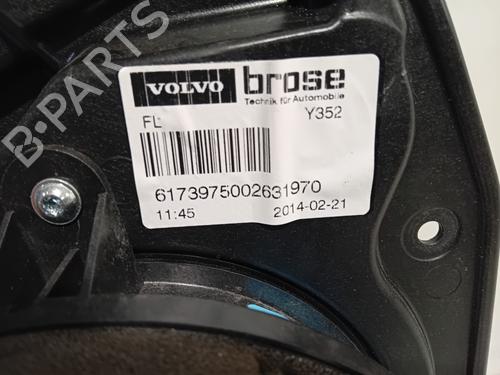 VOLVO brose
Technik für Automobile
FL Y352
6173975002631970
11:45 2014-02-21
B-PARTS